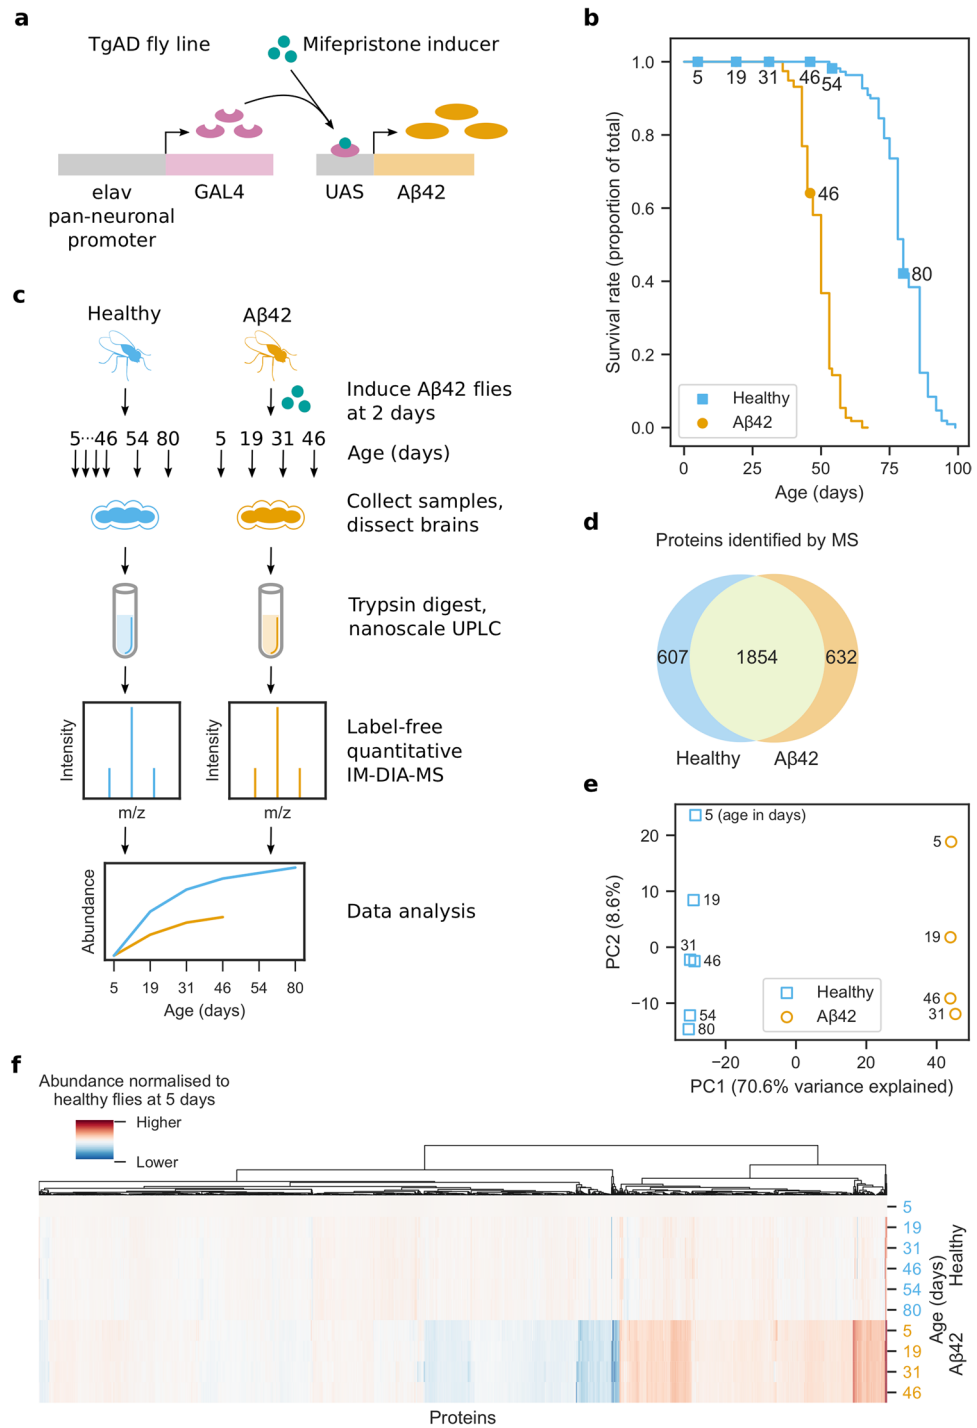 a
TgAD fly line
Mifepristone inducer
elav
pan-neuronal
promoter
GAL4
UAS
Aβ42
b
Survival rate (proportion of total)
1.0
0.8
0.6
0.4
0.2
0.0
5
19
31
46
54
46
80
Healthy
Aβ42
0
25
50
75
100
Age (days)
c
Healthy
Aβ42
Induce Aβ42 flies
at 2 days
5···46 54 80
5 19 31 46
Age (days)
Collect samples,
dissect brains
Trypsin digest,
nanoscale UPLC
Intensity
m/z
Intensity
m/z
Label-free
quantitative
IM-DIA-MS
Abundance
5 19 31 46 54 80
Age (days)
Data analysis
d
Proteins identified by MS
607
1854
632
Healthy
Aβ42
e
PC2 (8.6%)
20
10
0
−10
5 (age in days)
19
31
46
54
80
5
19
46
31
Healthy
Aβ42
−20
0
20
40
PC1 (70.6% variance explained)
f
Abundance normalised to
healthy flies at 5 days
Higher
Lower
5
19
31
46
54
80
5
19
31
46
Age (days)
Healthy
Aβ42
Proteins